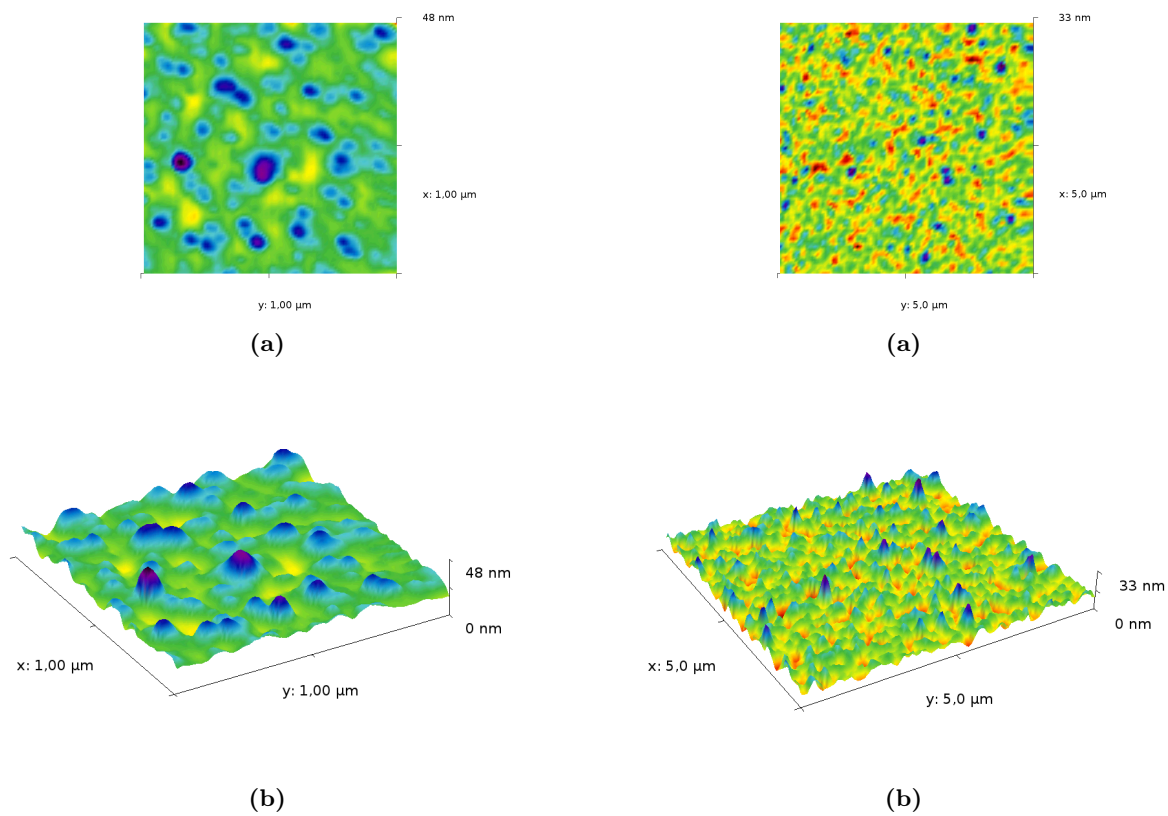 48 nm
x: 1,00 µm
y: 1,00 µm
(a)
33 nm
x: 5,0 µm
y: 5,0 µm
(a)
48 nm
0 nm
x: 1,00 µm
y: 1,00 µm
(b)
33 nm
0 nm
x: 5,0 µm
y: 5,0 µm
(b)